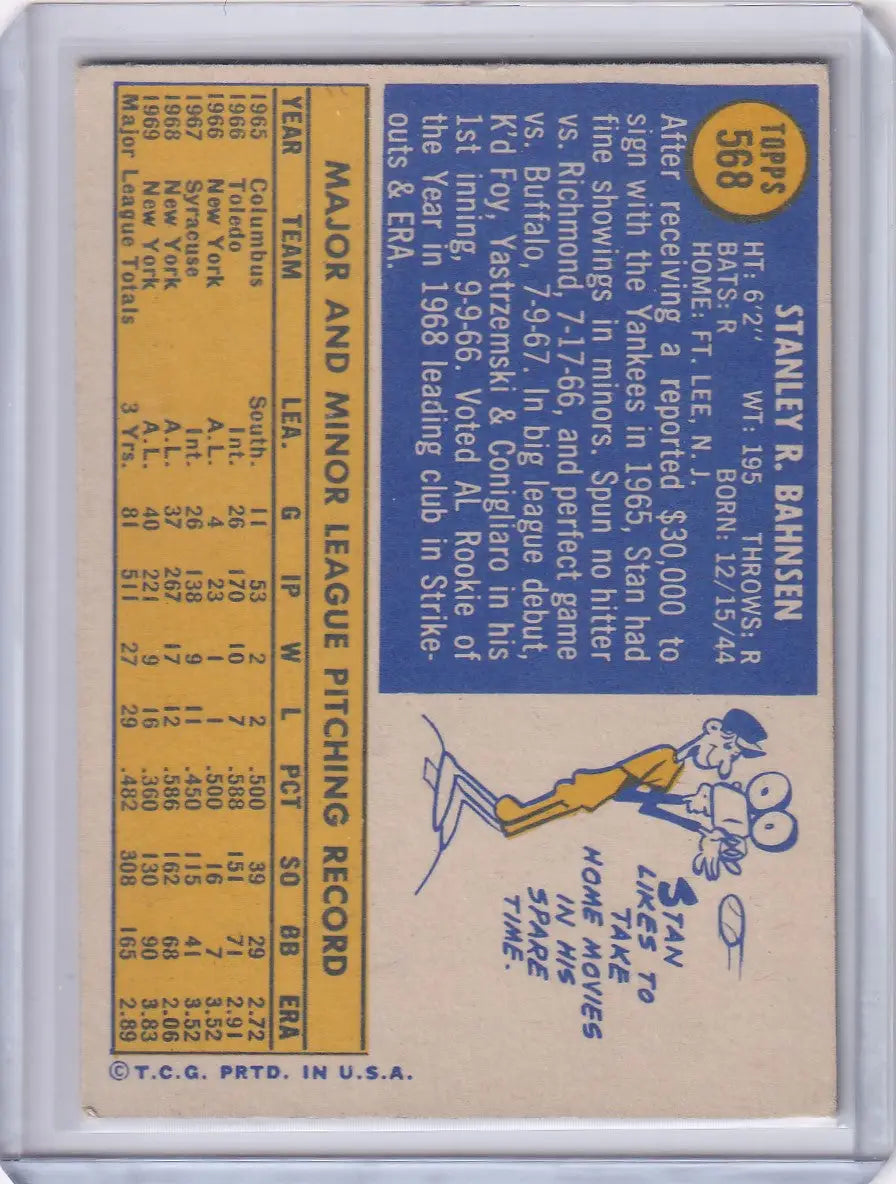 TOPPS
568
STANLEY R. BAHNSEN
HT: 6'2" WT: 195 THROWS: R
BATS: R BORN: 12/15/44
HOME: FT. LEE, N. J.
After receiving a reported $30,000 to
sign with the Yankees in 1965, Stan had
fine showings in minors. Spun no hitter
vs. Richmond, 7-17-66, and perfect game
vs. Buffalo, 7-9-67. In big league debut,
K'd Foy, Yastrzemski & Conigliaro in his
1st inning, 9-9-66. Voted AL Rookie of
the Year in 1968 leading club in Strike-
outs & ERA.
STAN
LIKES TO
TAKE
HOME MOVIES
IN HIS
SPARE
TIME.
MAJOR AND MINOR LEAGUE PITCHING RECORD
YEAR TEAM LEA. G IP W L PCT SO BB ERA
1965 Columbus South. 11 53 2 2 .500 39 29 2.72
1966 Toledo Int. 26 170 10 7 .588 151 71 2.91
1966 New York A.L. 4 23 1 1 .500 16 7 3.52
1967 Syracuse Int. 26 138 9 11 .450 115 41 3.52
1968 New York A.L. 37 267 17 12 .586 162 68 2.06
1969 New York A.L. 40 221 9 16 .360 130 90 3.83
Major League Totals 3 Yrs. 81 511 27 29 .482 308 165 2.89
©T.C.G. PRTD. IN U.S.A.